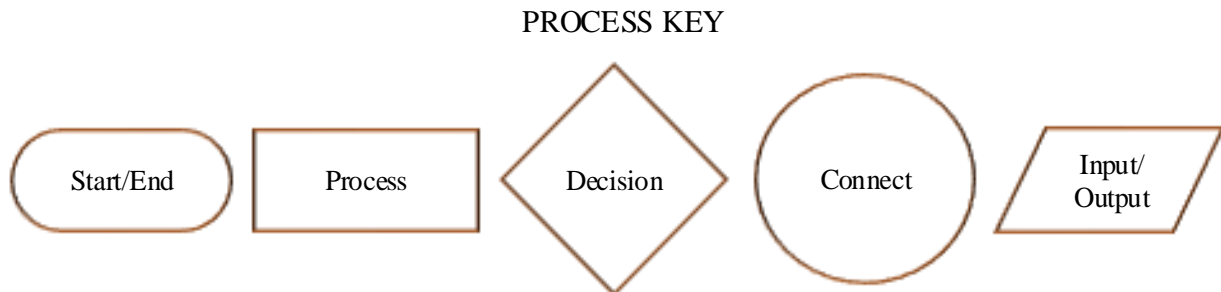 PROCESS KEY
Start/End
Process
Decision
Connect
Input/
Output